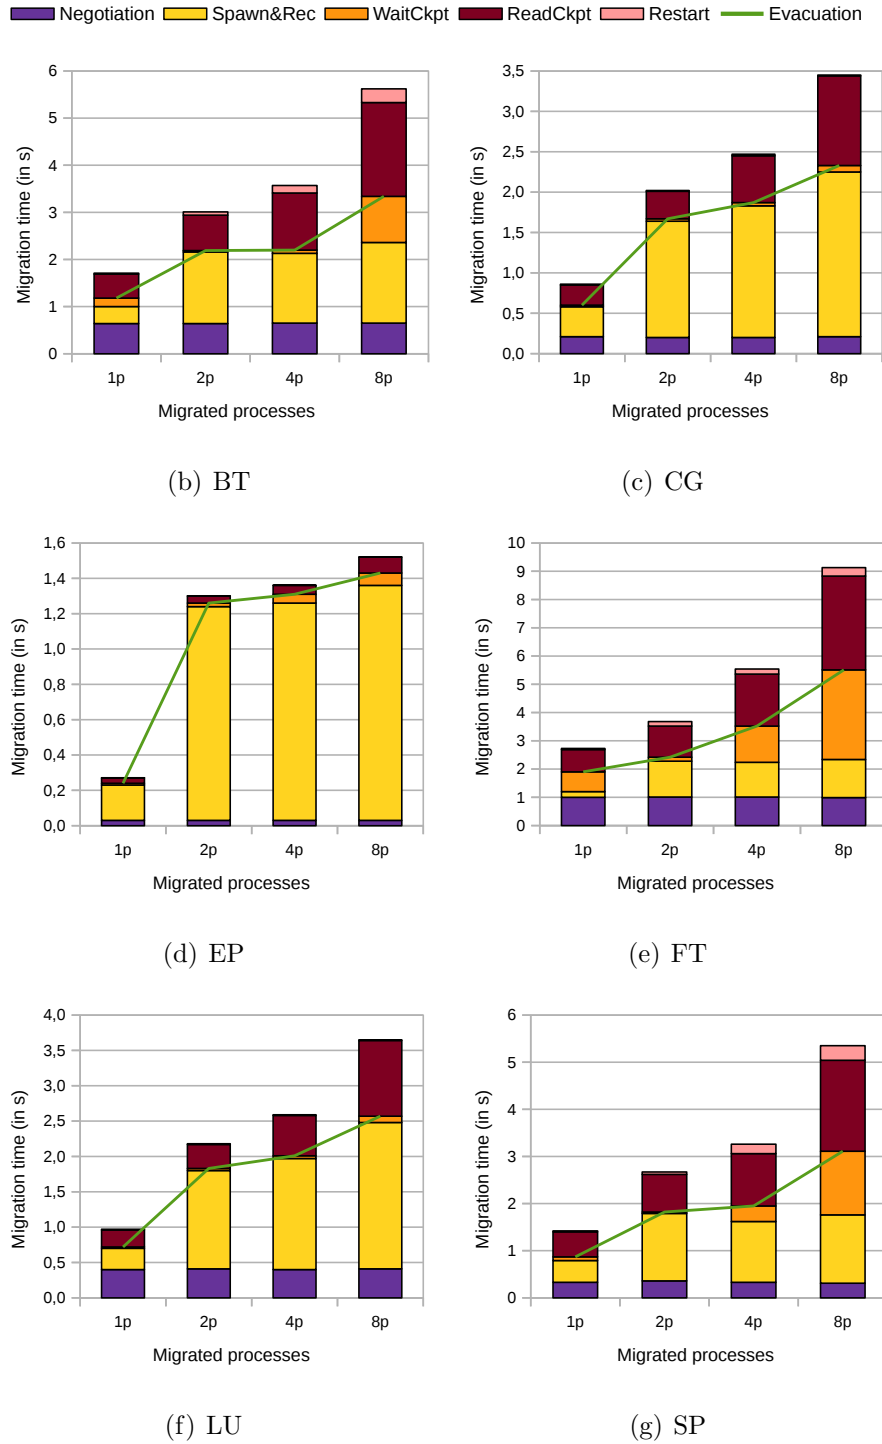 Negotiation Spawn&Rec WaitCkpt ReadCkpt Restart Evacuation
Migration time (in s)
6
5
4
3
2
1
0
1p 2p 4p 8p
Migrated processes
(b) BT
Migration time (in s)
3,5
3,0
2,5
2,0
1,5
1,0
0,5
0,0
1p 2p 4p 8p
Migrated processes
(c) CG
Migration time (in s)
1,6
1,4
1,2
1,0
0,8
0,6
0,4
0,2
0,0
1p 2p 4p 8p
Migrated processes
(d) EP
Migration time (in s)
10
9
8
7
6
5
4
3
2
1
0
1p 2p 4p 8p
Migrated processes
(e) FT
Migration time (in s)
4,0
3,5
3,0
2,5
2,0
1,5
1,0
0,5
0,0
1p 2p 4p 8p
Migrated processes
(f) LU
Migration time (in s)
6
5
4
3
2
1
0
1p 2p 4p 8p
Migrated processes
(g) SP